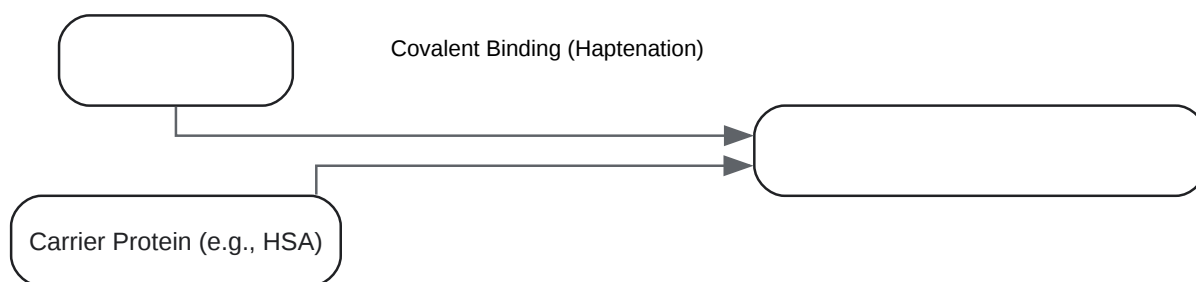 Covalent Binding (Haptenation)
Carrier Protein (e.g., HSA)